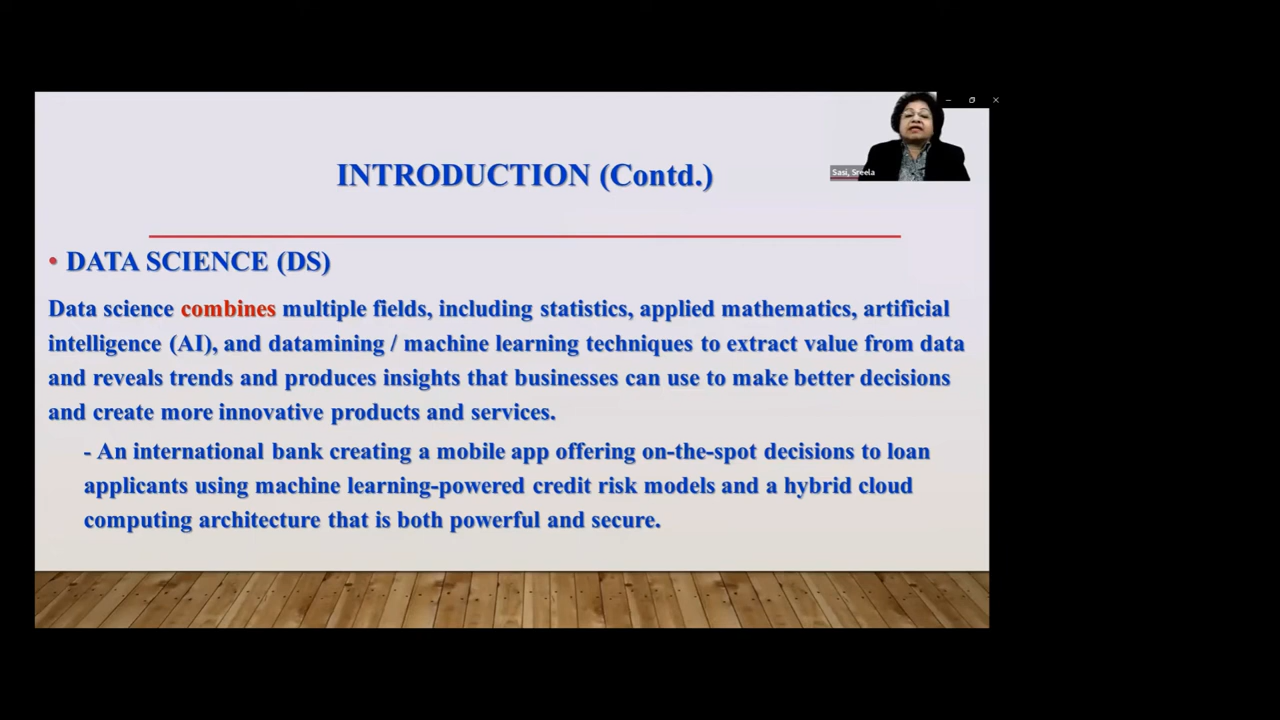 INTRODUCTION (Contd.)
Sasi, Sreela
• DATA SCIENCE (DS)
Data science combines multiple fields, including statistics, applied mathematics, artificial
intelligence (AI), and datamining / machine learning techniques to extract value from data
and reveals trends and produces insights that businesses can use to make better decisions
and create more innovative products and services.
- An international bank creating a mobile app offering on-the-spot decisions to loan
applicants using machine learning-powered credit risk models and a hybrid cloud
computing architecture that is both powerful and secure.